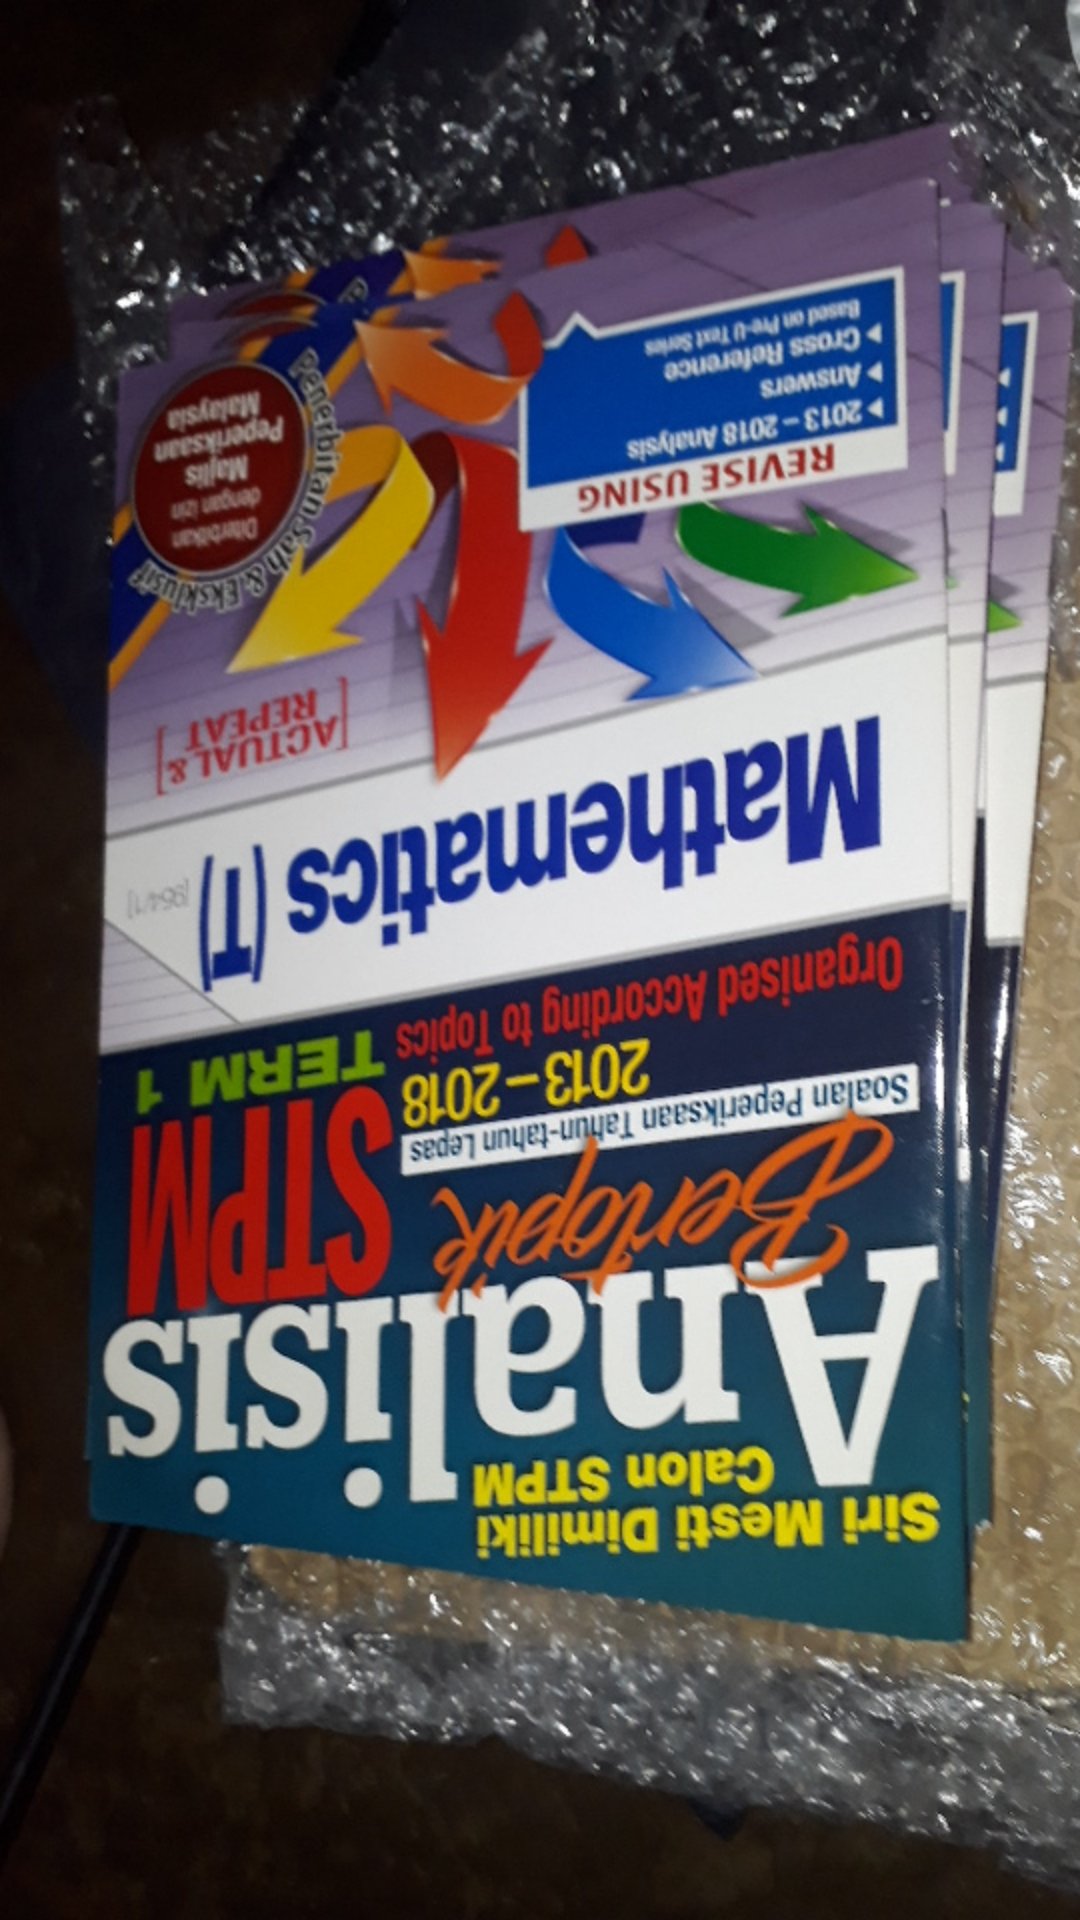 Siri Mesti Dimiliki
Calon STPM
Analisis
Bertopik
STPM
TERM 1
Soalan Peperiksaan Tahun-tahun Lepas
2013 – 2018
Organised According to Topics
Mathematics (T)
[954/1]
[ACTUAL &
REPEAT]
REVISE USING
▶ 2013 – 2018 Analysis
▶ Answers
▶ Cross Reference
Based on Pre-U Text Series
Penerbitan Sah & Eksklusif
Diterbitkan
dengan izin
Majlis
Peperiksaan
Malaysia